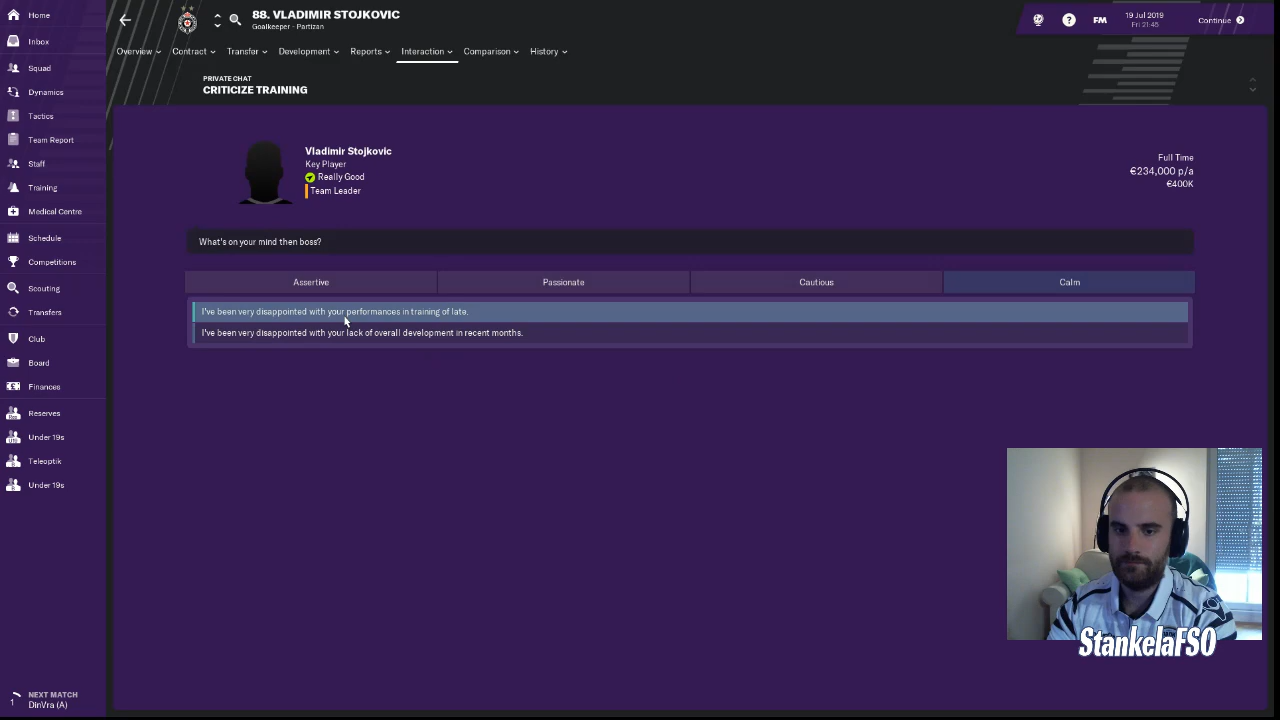 Home
Inbox
Squad
Dynamics
Tactics
Team Report
Staff
Training
Medical Centre
Schedule
Competitions
Scouting
Transfers
Club
Board
Finances
Reserves
Under 19s
Teleoptik
Under 19s
1 NEXT MATCH
DinVra (A)
88. VLADIMIR STOJKOVIC
Goalkeeper - Partizan
? FM
19 Jul 2019
Fri 21:45
Continue
Overview Contract Transfer Development Reports Interaction Comparison History
PRIVATE CHAT
CRITICIZE TRAINING
Vladimir Stojkovic
Key Player
Really Good
Team Leader
Full Time
€234,000 p/a
€400K
What's on your mind then boss?
Assertive Passionate Cautious Calm
I've been very disappointed with your performances in training of late.
I've been very disappointed with your lack of overall development in recent months.
StankelaFSO